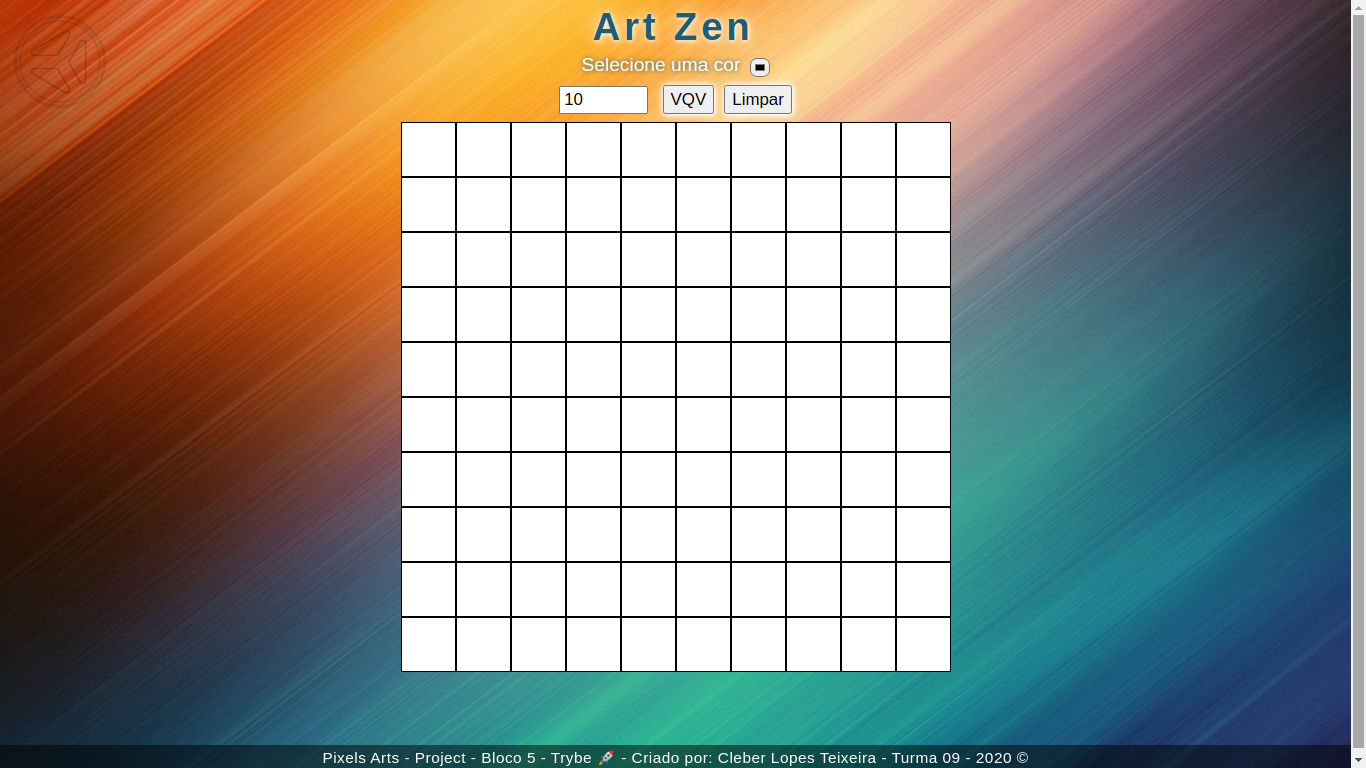 Art Zen
Selecione uma cor
10 VQV Limpar
Pixels Arts - Project - Bloco 5 - Trybe 🚀 - Criado por: Cleber Lopes Teixeira - Turma 09 - 2020 ©